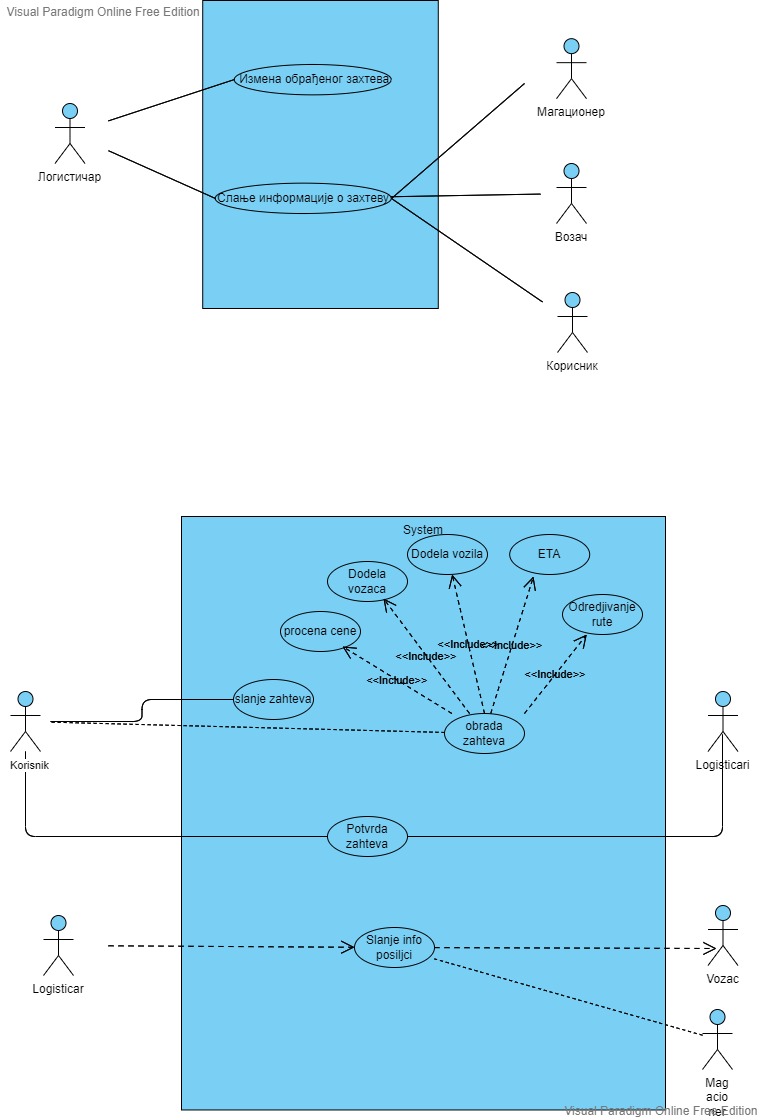 Visual Paradigm Online Free Edition
Измена обрађеног захтева
Магационер
Логистичар
Слање информације о захтеву
Возач
Корисник
System
Dodela vozila
ETA
Dodela
vozaca
Odredjivanje
rute
procena cene
<<Include>>
<<Include>>
<<Include>>
<<Include>>
<<Include>>
slanje zahteva
obrada
zahteva
Korisnik
Logisticari
Potvrda
zahteva
Slanje info
posiljci
Logisticar
Vozac
Mag
acio
ner
Visual Paradigm Online Free Edition